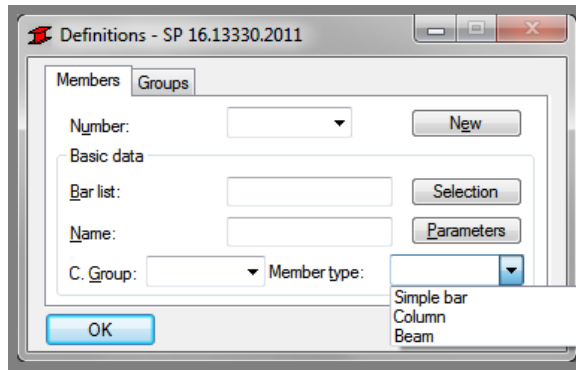 Definitions - SP 16.13330.2011
Members Groups
Number: New
Basic data
Bar list: Selection
Name: Parameters
C. Group: Member type:
Simple bar
Column
Beam
OK